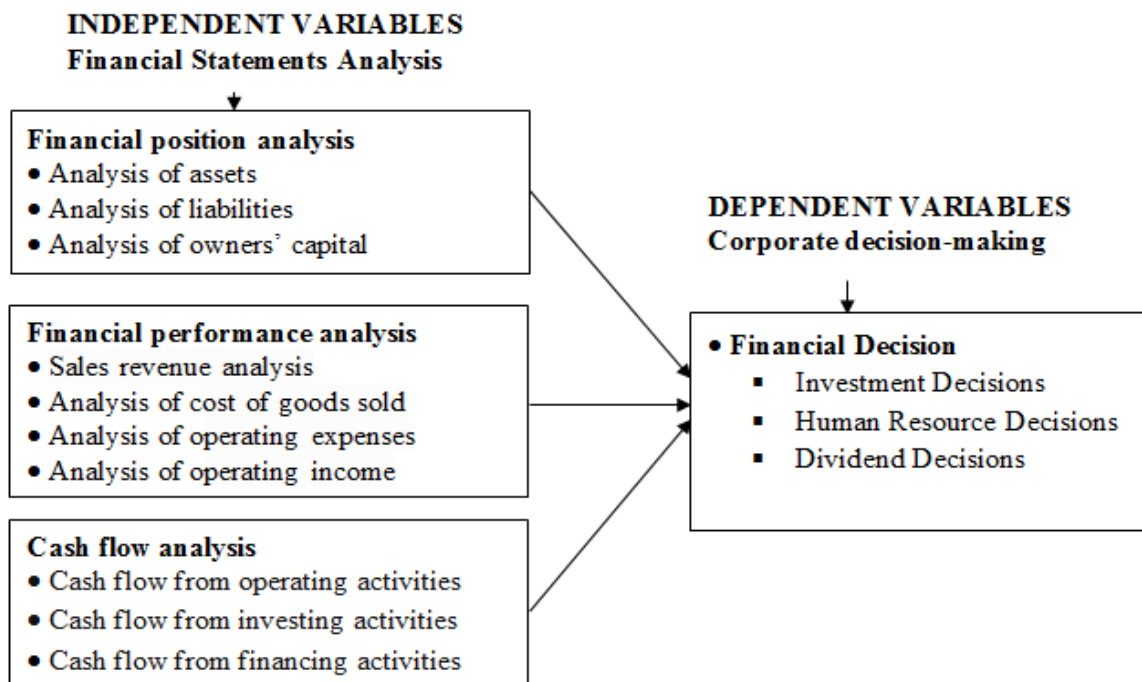 INDEPENDENT VARIABLES
Financial Statements Analysis
Financial position analysis
• Analysis of assets
• Analysis of liabilities
• Analysis of owners’ capital
Financial performance analysis
• Sales revenue analysis
• Analysis of cost of goods sold
• Analysis of operating expenses
• Analysis of operating income
Cash flow analysis
• Cash flow from operating activities
• Cash flow from investing activities
• Cash flow from financing activities
DEPENDENT VARIABLES
Corporate decision-making
• Financial Decision
▪ Investment Decisions
▪ Human Resource Decisions
▪ Dividend Decisions